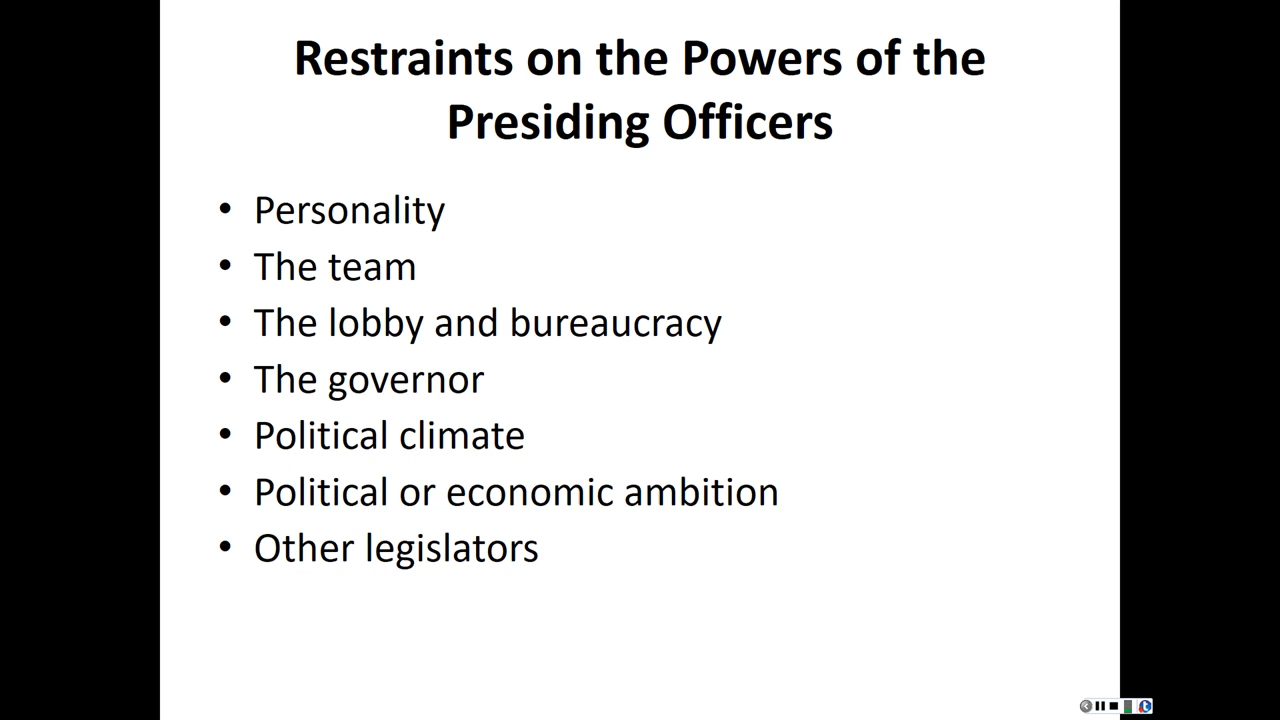 Restraints on the Powers of the
Presiding Officers
• Personality
• The team
• The lobby and bureaucracy
• The governor
• Political climate
• Political or economic ambition
• Other legislators